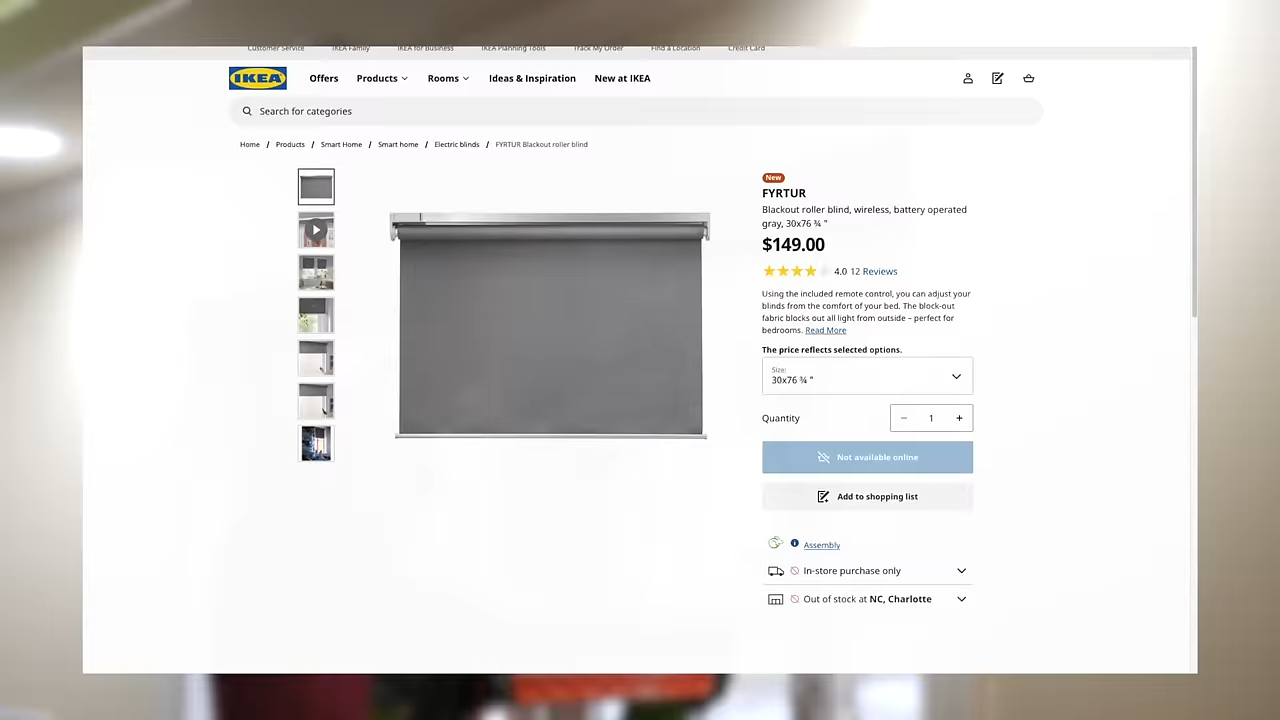 Customer Service IKEA Family IKEA for Business IKEA Planning Tools Track My Order Find a Location Credit Card
IKEA Offers Products Rooms Ideas & Inspiration New at IKEA
Search for categories
Home / Products / Smart Home / Smart home / Electric blinds / FYRTUR Blackout roller blind
New
FYRTUR
Blackout roller blind, wireless, battery operated
gray, 30x76 ¾ "
$149.00
4.0 12 Reviews
Using the included remote control, you can adjust your
blinds from the comfort of your bed. The block-out
fabric blocks out all light from outside – perfect for
bedrooms. Read More
The price reflects selected options.
Size:
30x76 ¾ "
Quantity − 1 +
Not available online
Add to shopping list
Assembly
In-store purchase only
Out of stock at NC, Charlotte